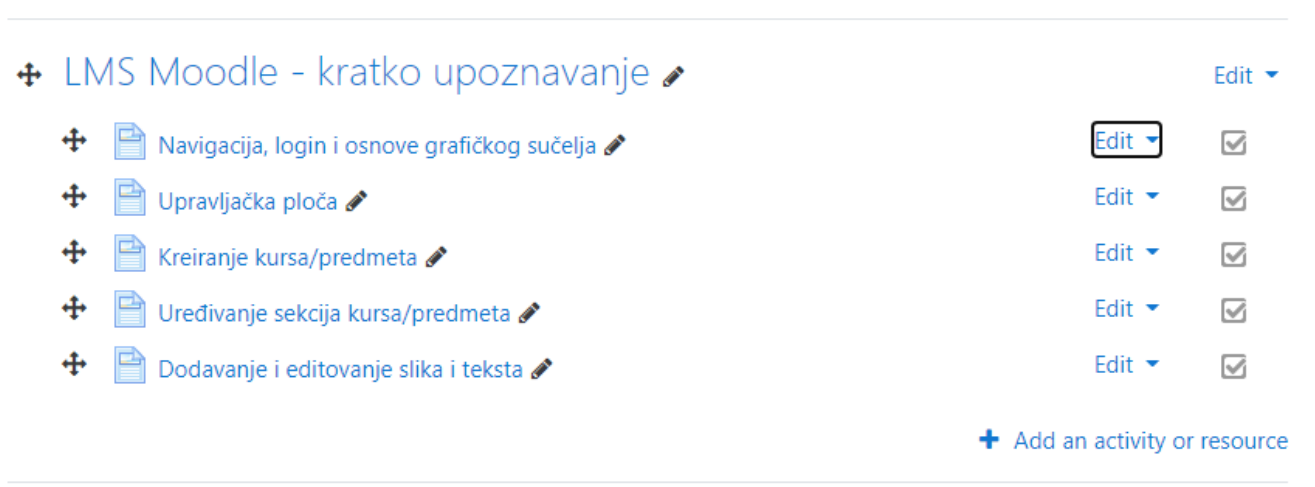 LMS Moodle - kratko upoznavanje Edit
Navigacija, login i osnove grafičkog sučelja Edit
Upravljačka ploča Edit
Kreiranje kursa/predmeta Edit
Uređivanje sekcija kursa/predmeta Edit
Dodavanje i editovanje slika i teksta Edit
Add an activity or resource